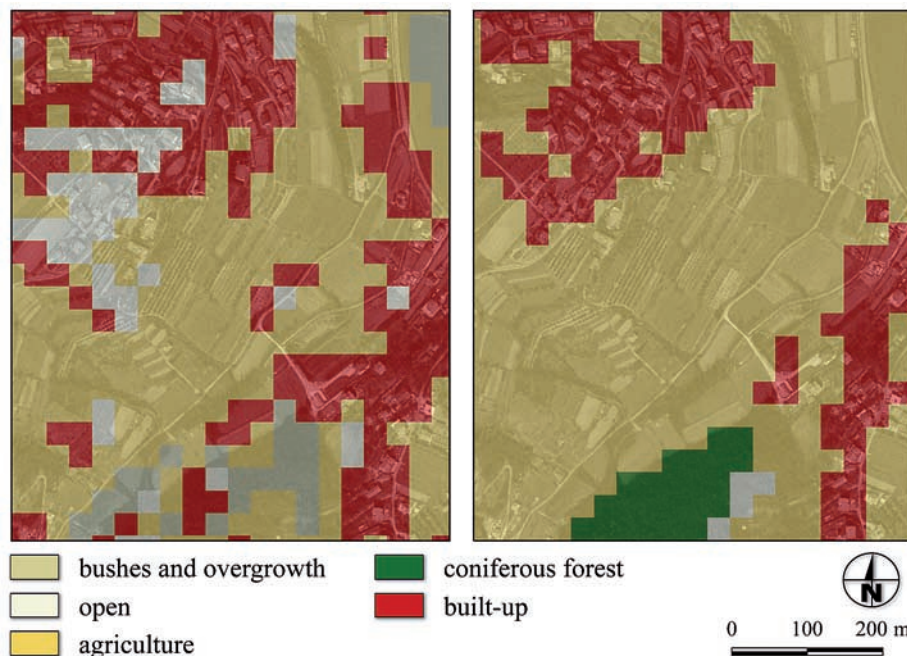 bushes and overgrowth
open
agriculture
coniferous forest
built-up
N
0 100 200 m